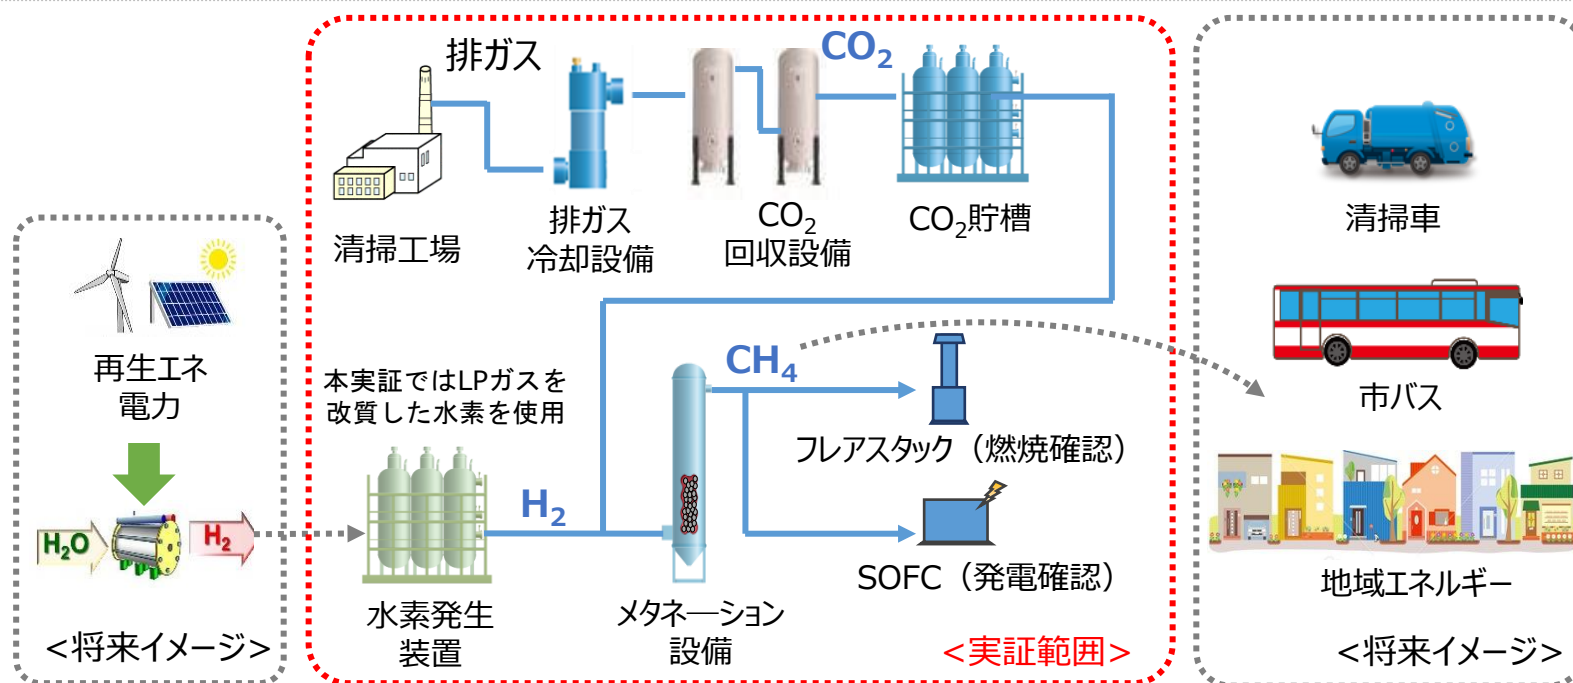 再生エネ
電力
H₂O
H₂
<将来イメージ>
排ガス
清掃工場
排ガス
冷却設備
CO₂
回収設備
CO₂
CO₂貯槽
本実証ではLPガスを
改質した水素を使用
H₂
水素発生
装置
CH₄
メタネ―ション
設備
フレアスタック（燃焼確認）
SOFC（発電確認）
<実証範囲>
清掃車
市バス
地域エネルギー
<将来イメージ>